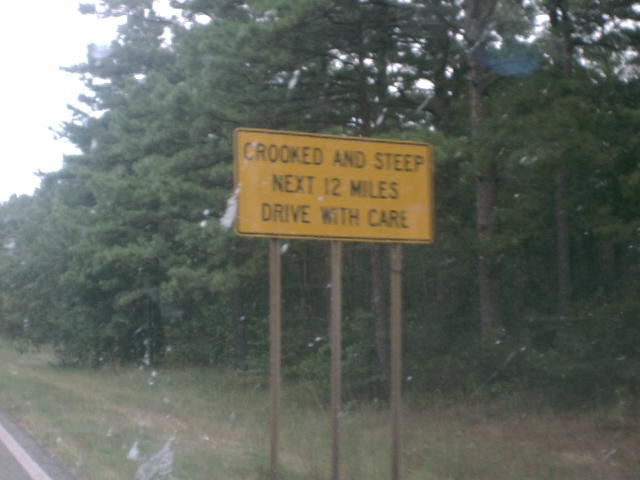 CROOKED AND STEEP
NEXT 12 MILES
DRIVE WITH CARE